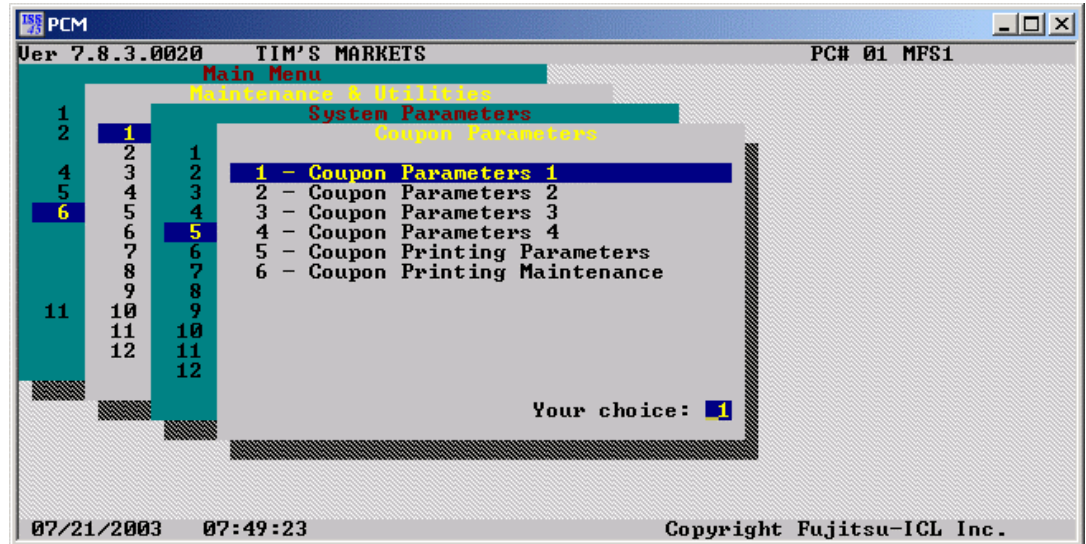 ISS 45 PCM
Ver 7.8.3.0020 TIM'S MARKETS PC# 01 MFS1
Main Menu
Maintenance & Utilities
1 System Parameters
2 1 Coupon Parameters
2 1
4 3 2 1 - Coupon Parameters 1
5 4 3 2 - Coupon Parameters 2
6 5 4 3 - Coupon Parameters 3
6 5 4 - Coupon Parameters 4
7 6 5 - Coupon Printing Parameters
8 7 6 - Coupon Printing Maintenance
9 8
11 10 9
11 10
12 11
12
Your choice: 1
07/21/2003 07:49:23 Copyright Fujitsu-ICL Inc.